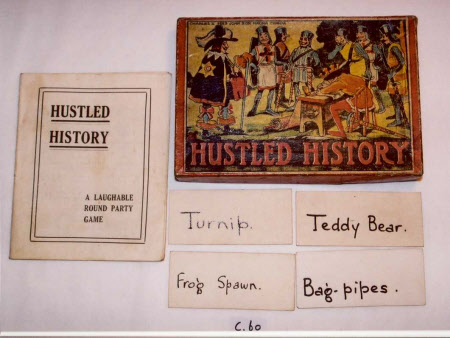 HUSTLED
HISTORY
A LAUGHABLE
ROUND PARTY
GAME
HUSTLED HISTORY
Turnip.
Teddy Bear.
Frog Spawn.
Bag-pipes.
C.60